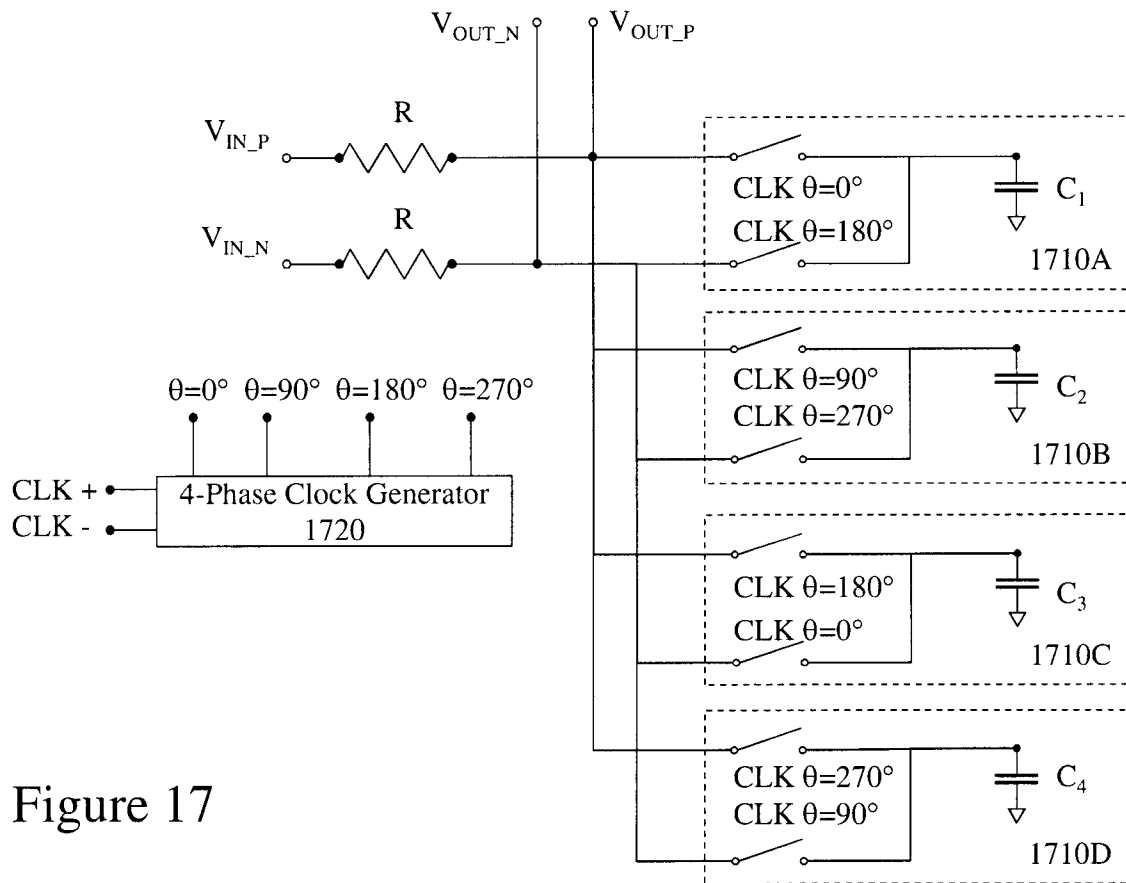 V_OUT_N
V_OUT_P
V_IN_P
R
V_IN_N
R
CLK θ=0°
CLK θ=180°
C₁
1710A
CLK θ=90°
CLK θ=270°
C₂
1710B
θ=0° θ=90° θ=180° θ=270°
CLK +
CLK -
4-Phase Clock Generator
1720
CLK θ=180°
CLK θ=0°
C₃
1710C
CLK θ=270°
CLK θ=90°
C₄
1710D
Figure 17